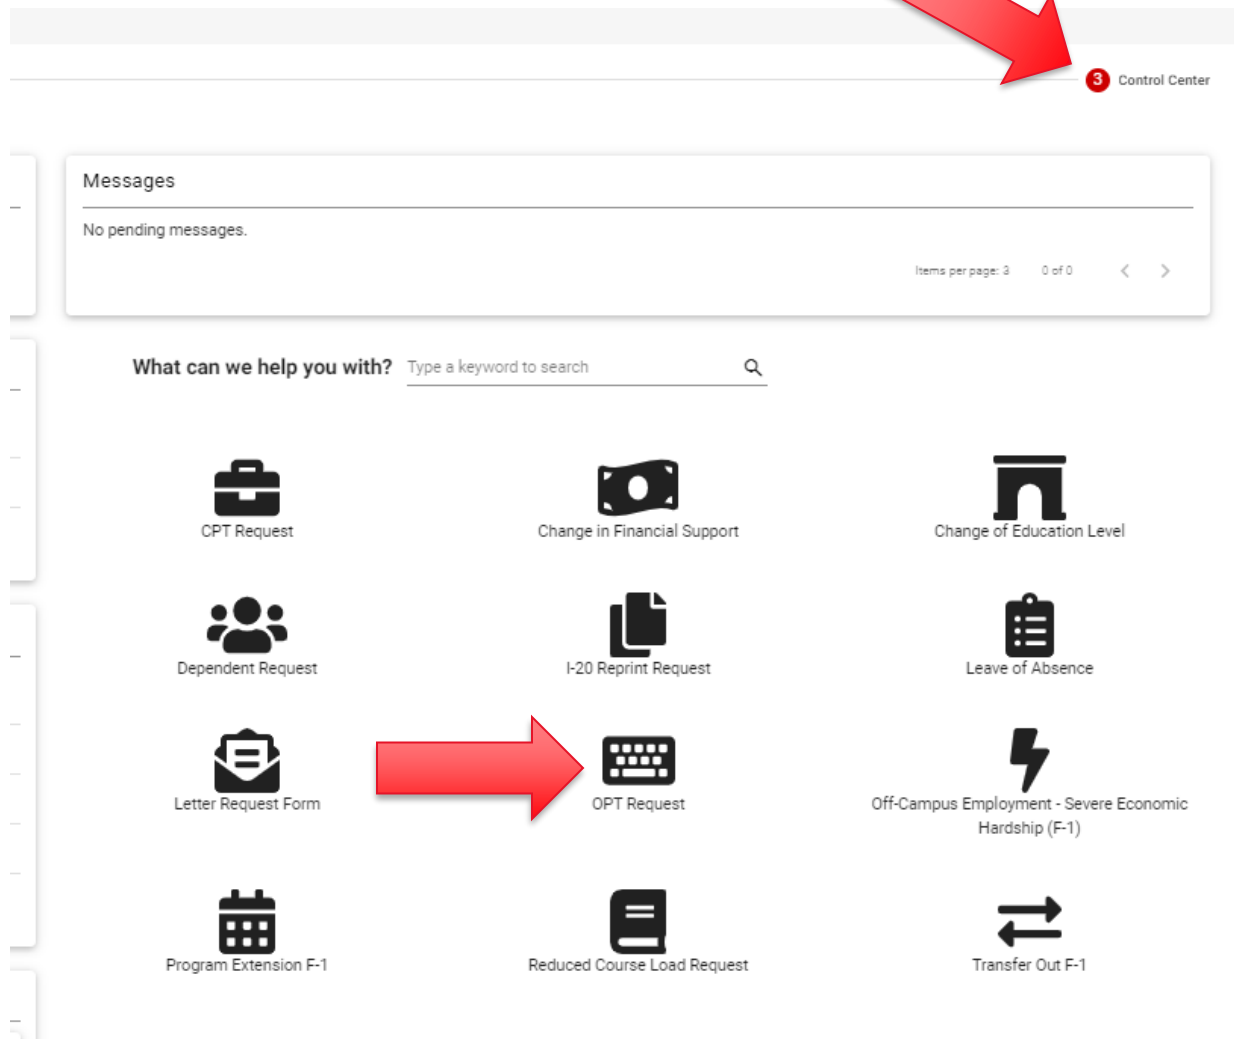 3 Control Center
Messages
No pending messages.
Items per page: 3 0 of 0
What can we help you with? Type a keyword to search
CPT Request
Change in Financial Support
Change of Education Level
Dependent Request
I-20 Reprint Request
Leave of Absence
Letter Request Form
OPT Request
Off-Campus Employment - Severe Economic
Hardship (F-1)
Program Extension F-1
Reduced Course Load Request
Transfer Out F-1